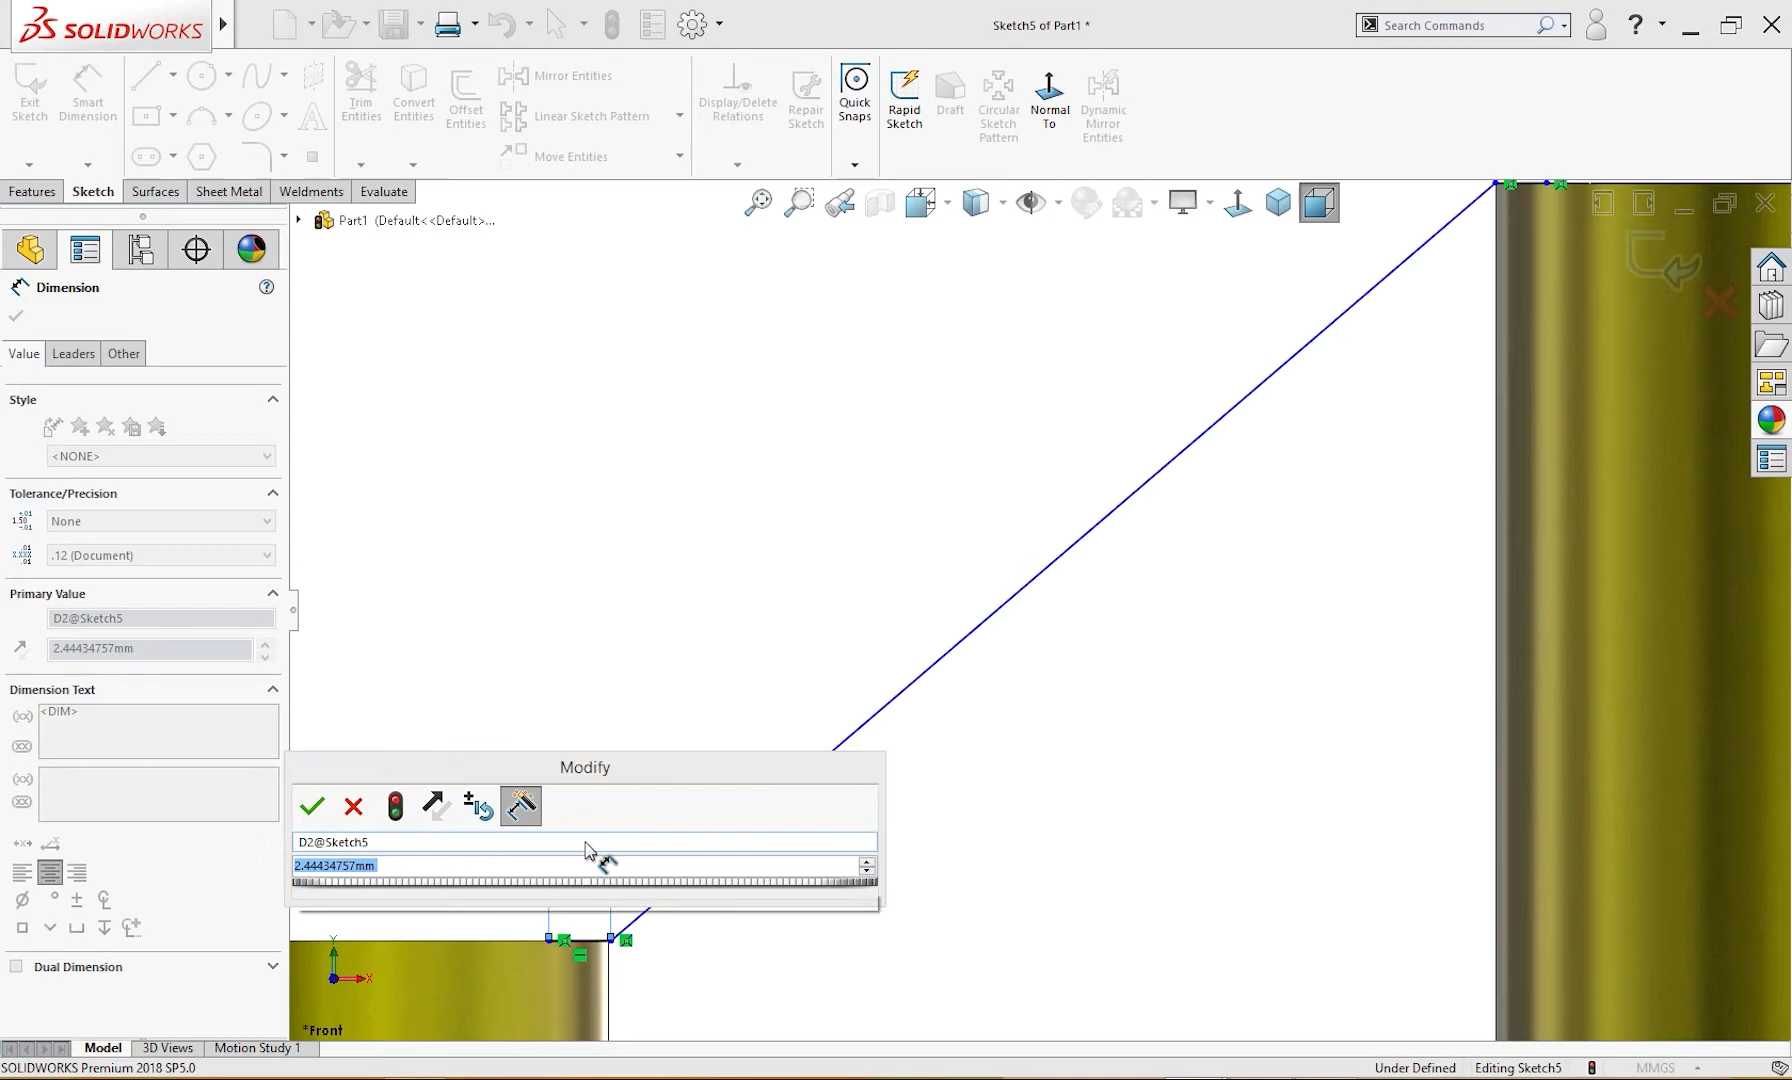 SOLIDWORKS
Sketch5 of Part1 *
Search Commands
?
Exit Sketch
Smart Dimension
Trim Entities
Convert Entities
Offset Entities
Mirror Entities
Linear Sketch Pattern
Move Entities
Display/Delete Relations
Repair Sketch
Quick Snaps
Rapid Sketch
Draft
Circular Sketch Pattern
Normal To
Dynamic Mirror Entities
Features
Sketch
Surfaces
Sheet Metal
Weldments
Evaluate
Part1 (Default<<Default>...
Dimension
Value
Leaders
Other
Style
<NONE>
Tolerance/Precision
None
.12 (Document)
Primary Value
D2@Sketch5
2.44434757mm
Dimension Text
<DIM>
Dual Dimension
Modify
D2@Sketch5
2.44434757mm
Y
X
*Front
Model
3D Views
Motion Study 1
SOLIDWORKS Premium 2018 SP5.0
Under Defined
Editing Sketch5
MMGS